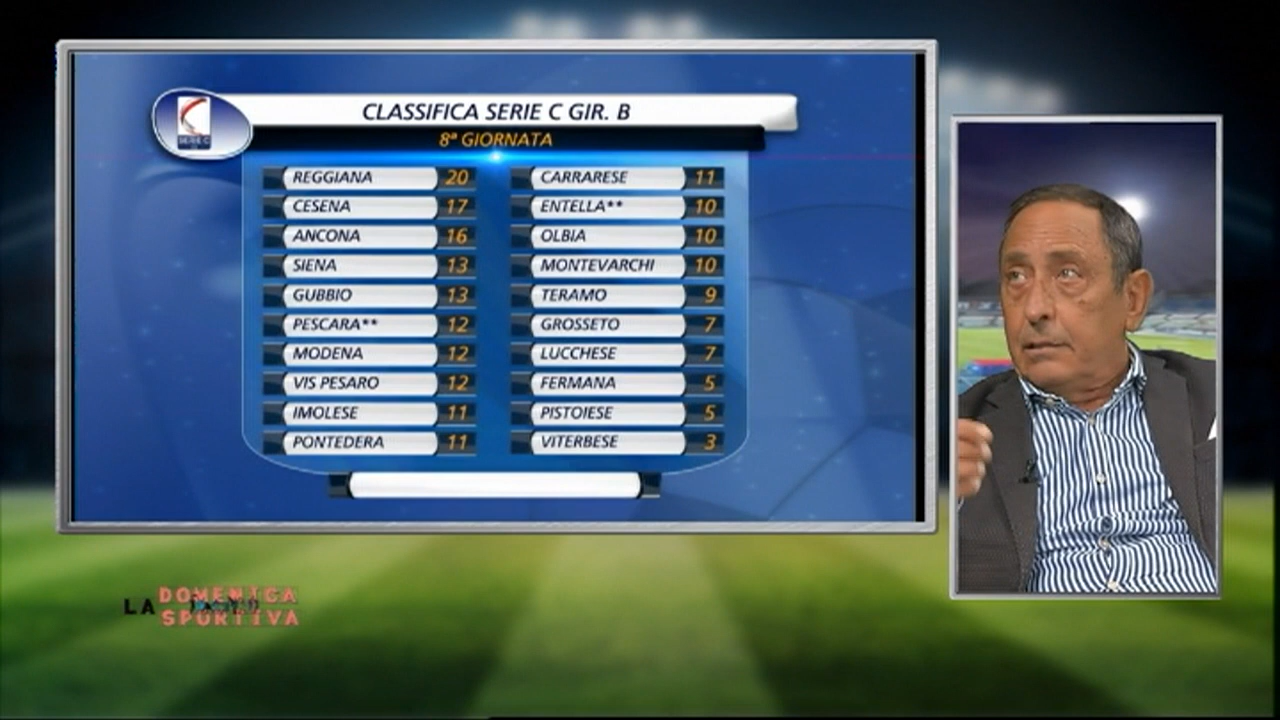 CLASSIFICA SERIE C GIR. B
8ª GIORNATA
SERIE C
REGGIANA 20
CESENA 17
ANCONA 16
SIENA 13
GUBBIO 13
PESCARA** 12
MODENA 12
VIS PESARO 12
IMOLESE 11
PONTEDERA 11
CARRARESE 11
ENTELLA** 10
OLBIA 10
MONTEVARCHI 10
TERAMO 9
GROSSETO 7
LUCCHESE 7
FERMANA 5
PISTOIESE 5
VITERBESE 3
LA DOMENICA
SPORTIVA